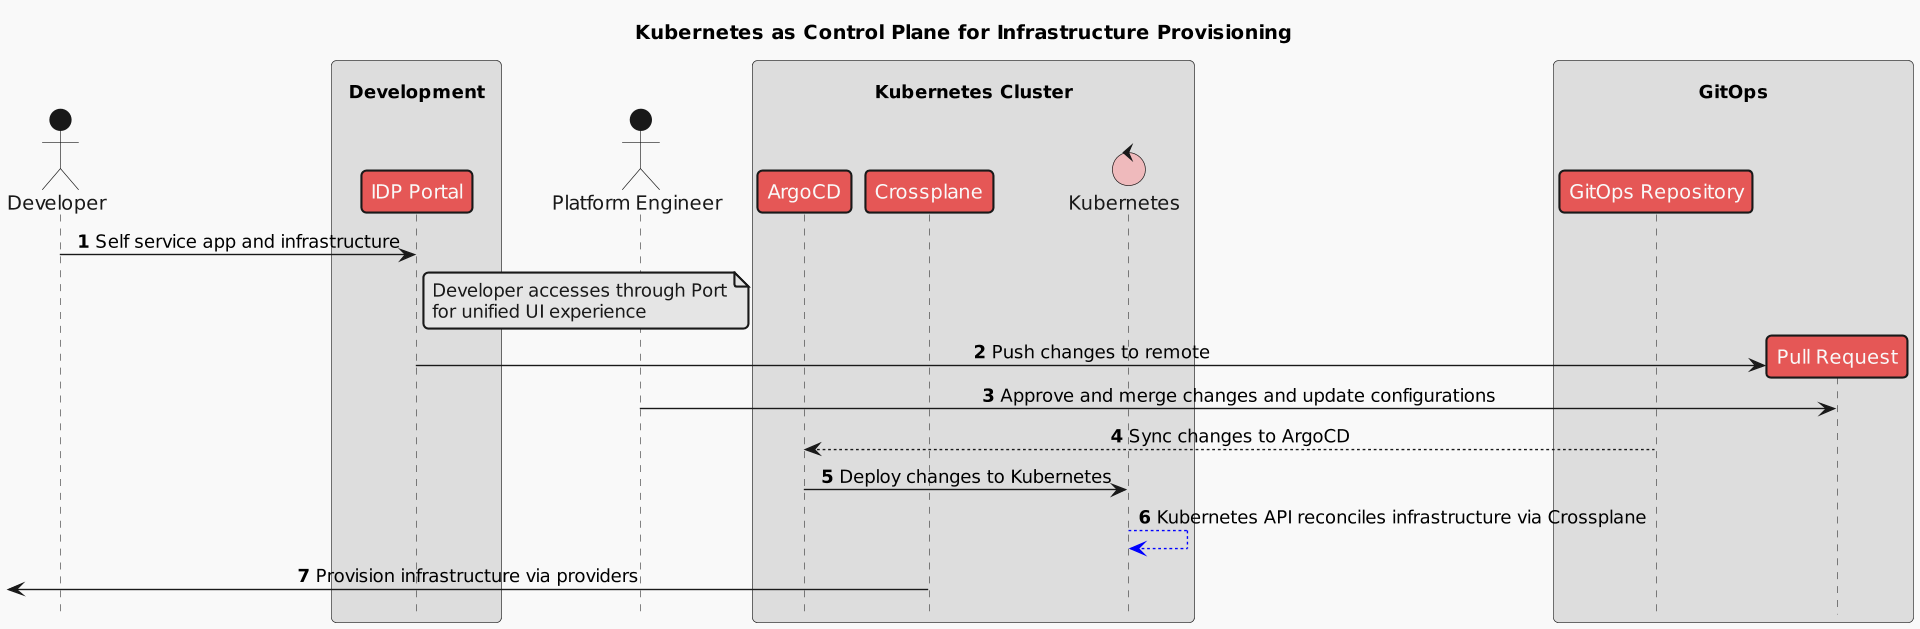 Kubernetes as Control Plane for Infrastructure Provisioning
Development
Kubernetes Cluster
GitOps
Developer
IDP Portal
Platform Engineer
ArgoCD
Crossplane
Kubernetes
GitOps Repository
1 Self service app and infrastructure
Developer accesses through Port
for unified UI experience
2 Push changes to remote
Pull Request
3 Approve and merge changes and update configurations
4 Sync changes to ArgoCD
5 Deploy changes to Kubernetes
6 Kubernetes API reconciles infrastructure via Crossplane
7 Provision infrastructure via providers